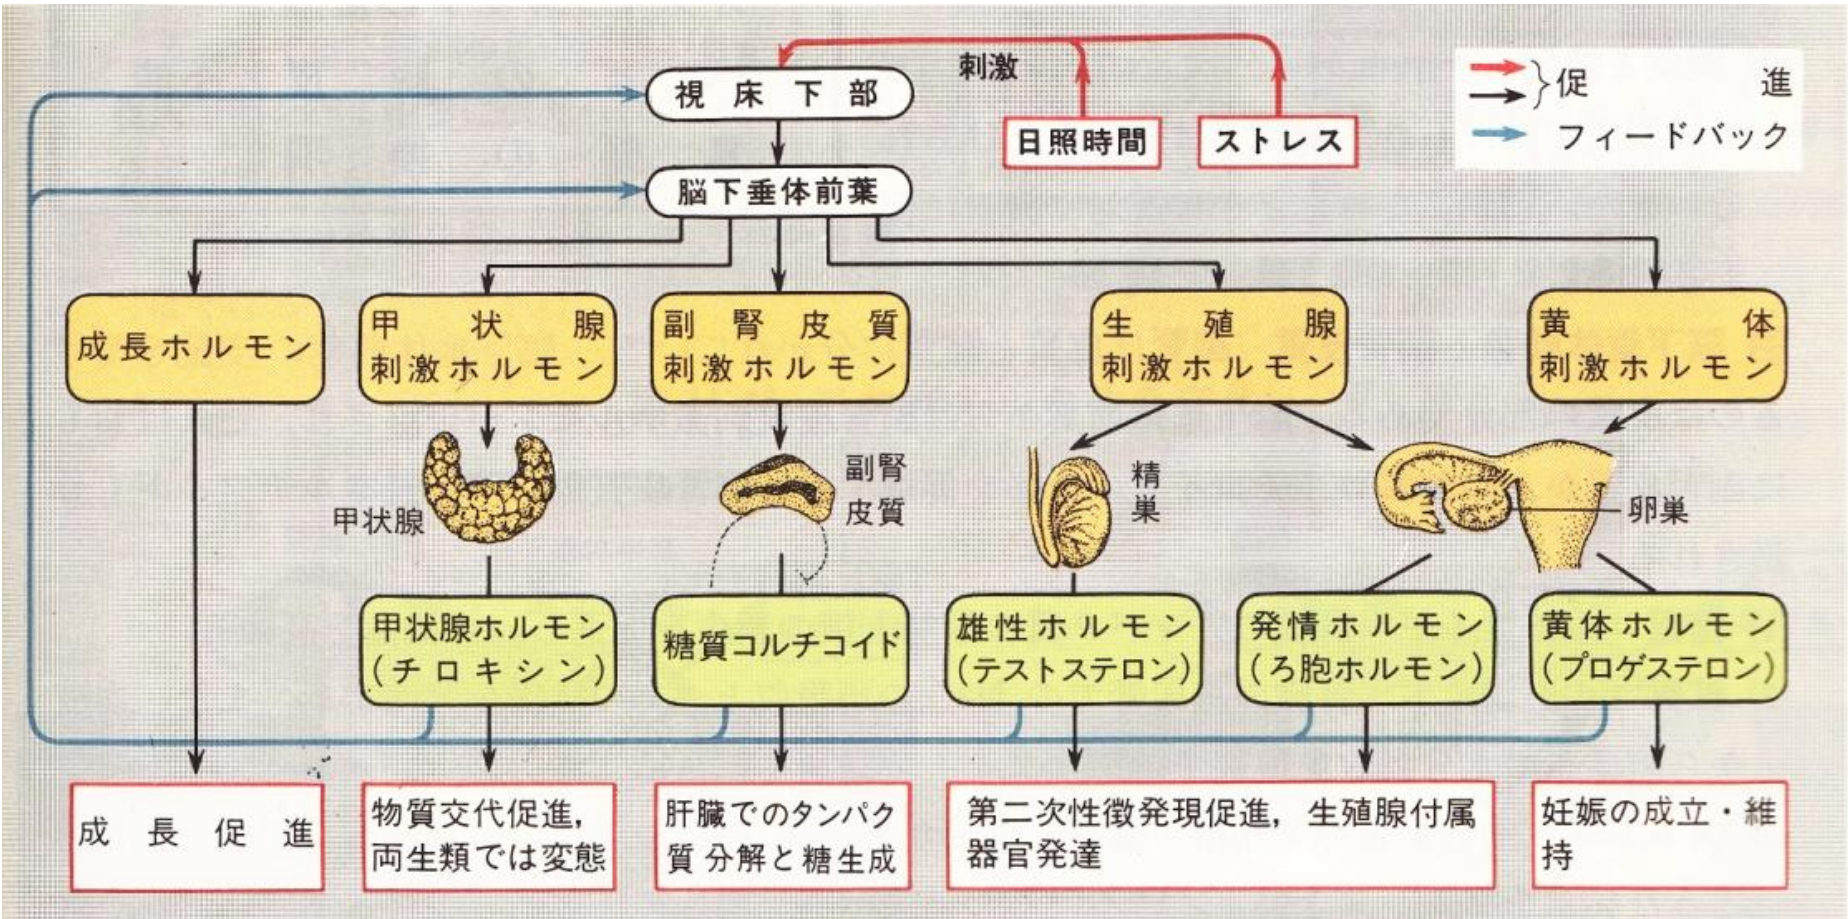 刺激
視床下部
日照時間
ストレス
促進
フィードバック
脳下垂体前葉
成長ホルモン
甲状腺
刺激ホルモン
副腎皮質
刺激ホルモン
生殖腺
刺激ホルモン
黄体
刺激ホルモン
甲状腺
副腎
皮質
精
巣
卵巣
甲状腺ホルモン
(チロキシン)
糖質コルチコイド
雄性ホルモン
(テストステロン)
発情ホルモン
(ろ胞ホルモン)
黄体ホルモン
(プロゲステロン)
成長促進
物質交代促進,
両生類では変態
肝臓でのタンパク
質分解と糖生成
第二次性徴発現促進, 生殖腺付属
器官発達
妊娠の成立・維
持